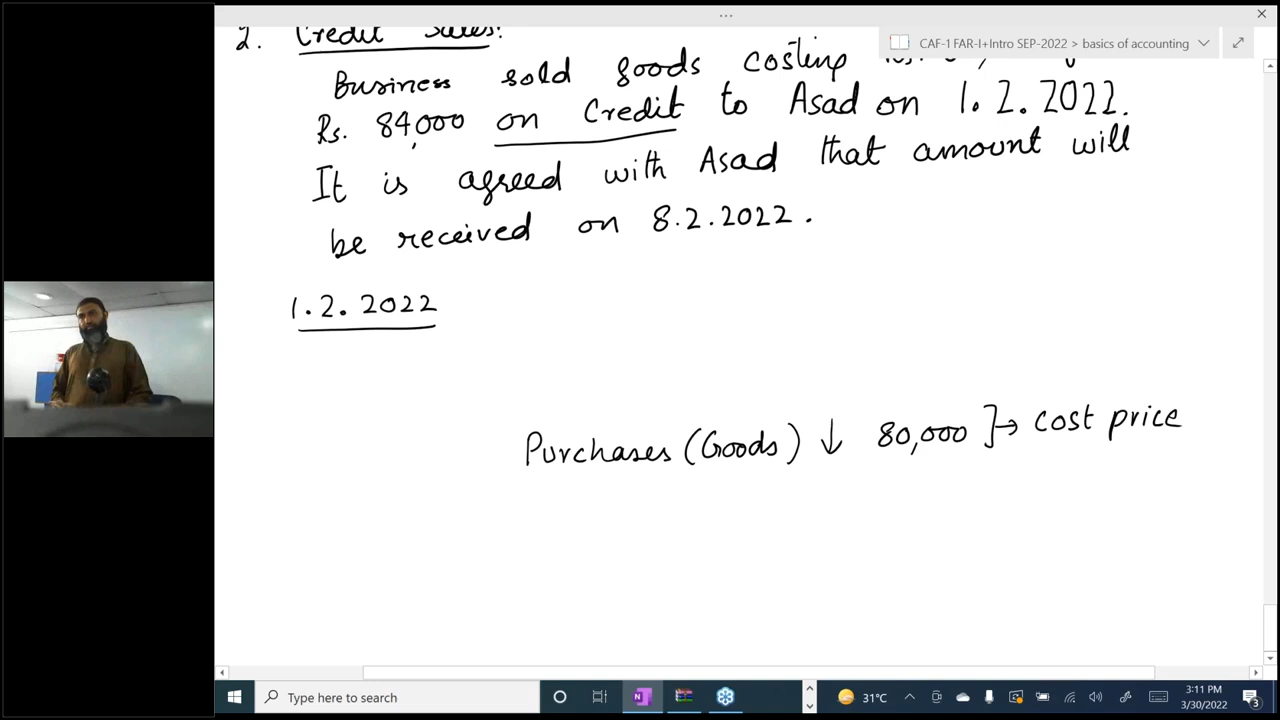 CAF-1 FAR-I+Intro SEP-2022 > basics of accounting
2. Credit Sales:
Business sold goods costing
Rs. 84,000 on Credit to Asad on 1.2.2022.
It is agreed with Asad that amount will
be received on 8.2.2022.
1.2.2022
Purchases (Goods) ↓ 80,000 ]→ cost price
Type here to search
31°C
3:11 PM
3/30/2022
3